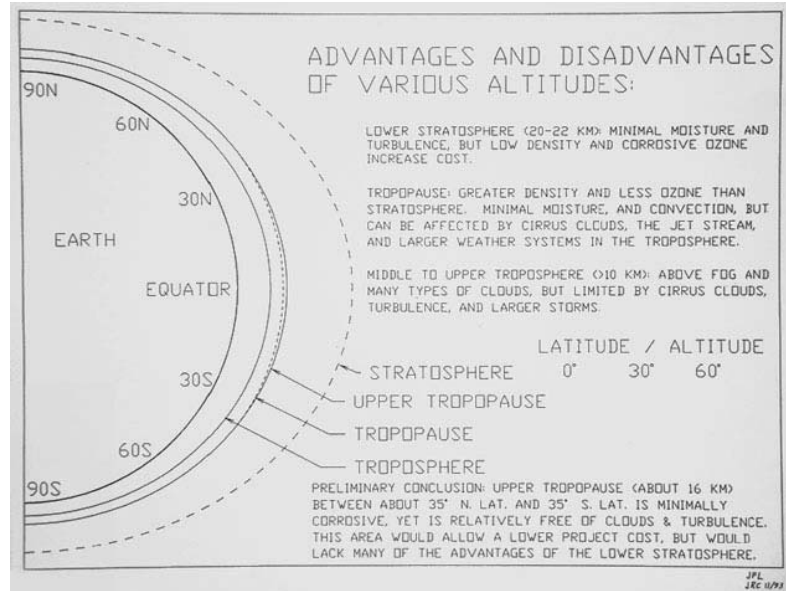 ADVANTAGES AND DISADVANTAGES
OF VARIOUS ALTITUDES:
90N
60N
30N
EARTH
EQUATOR
30S
60S
90S
LOWER STRATOSPHERE (20-22 KM): MINIMAL MOISTURE AND
TURBULENCE, BUT LOW DENSITY AND CORROSIVE OZONE
INCREASE COST.
TROPOPAUSE: GREATER DENSITY AND LESS OZONE THAN
STRATOSPHERE. MINIMAL MOISTURE, AND CONVECTION, BUT
CAN BE AFFECTED BY CIRRUS CLOUDS, THE JET STREAM,
AND LARGER WEATHER SYSTEMS IN THE TROPOSPHERE.
MIDDLE TO UPPER TROPOSPHERE (>10 KM): ABOVE FOG AND
MANY TYPES OF CLOUDS, BUT LIMITED BY CIRRUS CLOUDS,
TURBULENCE, AND LARGER STORMS.
LATITUDE / ALTITUDE
0° 30° 60°
STRATOSPHERE
UPPER TROPOPAUSE
TROPOPAUSE
TROPOSPHERE
PRELIMINARY CONCLUSION: UPPER TROPOPAUSE (ABOUT 16 KM)
BETWEEN ABOUT 35° N. LAT. AND 35° S. LAT. IS MINIMALLY
CORROSIVE, YET IS RELATIVELY FREE OF CLOUDS & TURBULENCE.
THIS AREA WOULD ALLOW A LOWER PROJECT COST, BUT WOULD
LACK MANY OF THE ADVANTAGES OF THE LOWER STRATOSPHERE.
JRC 11/93